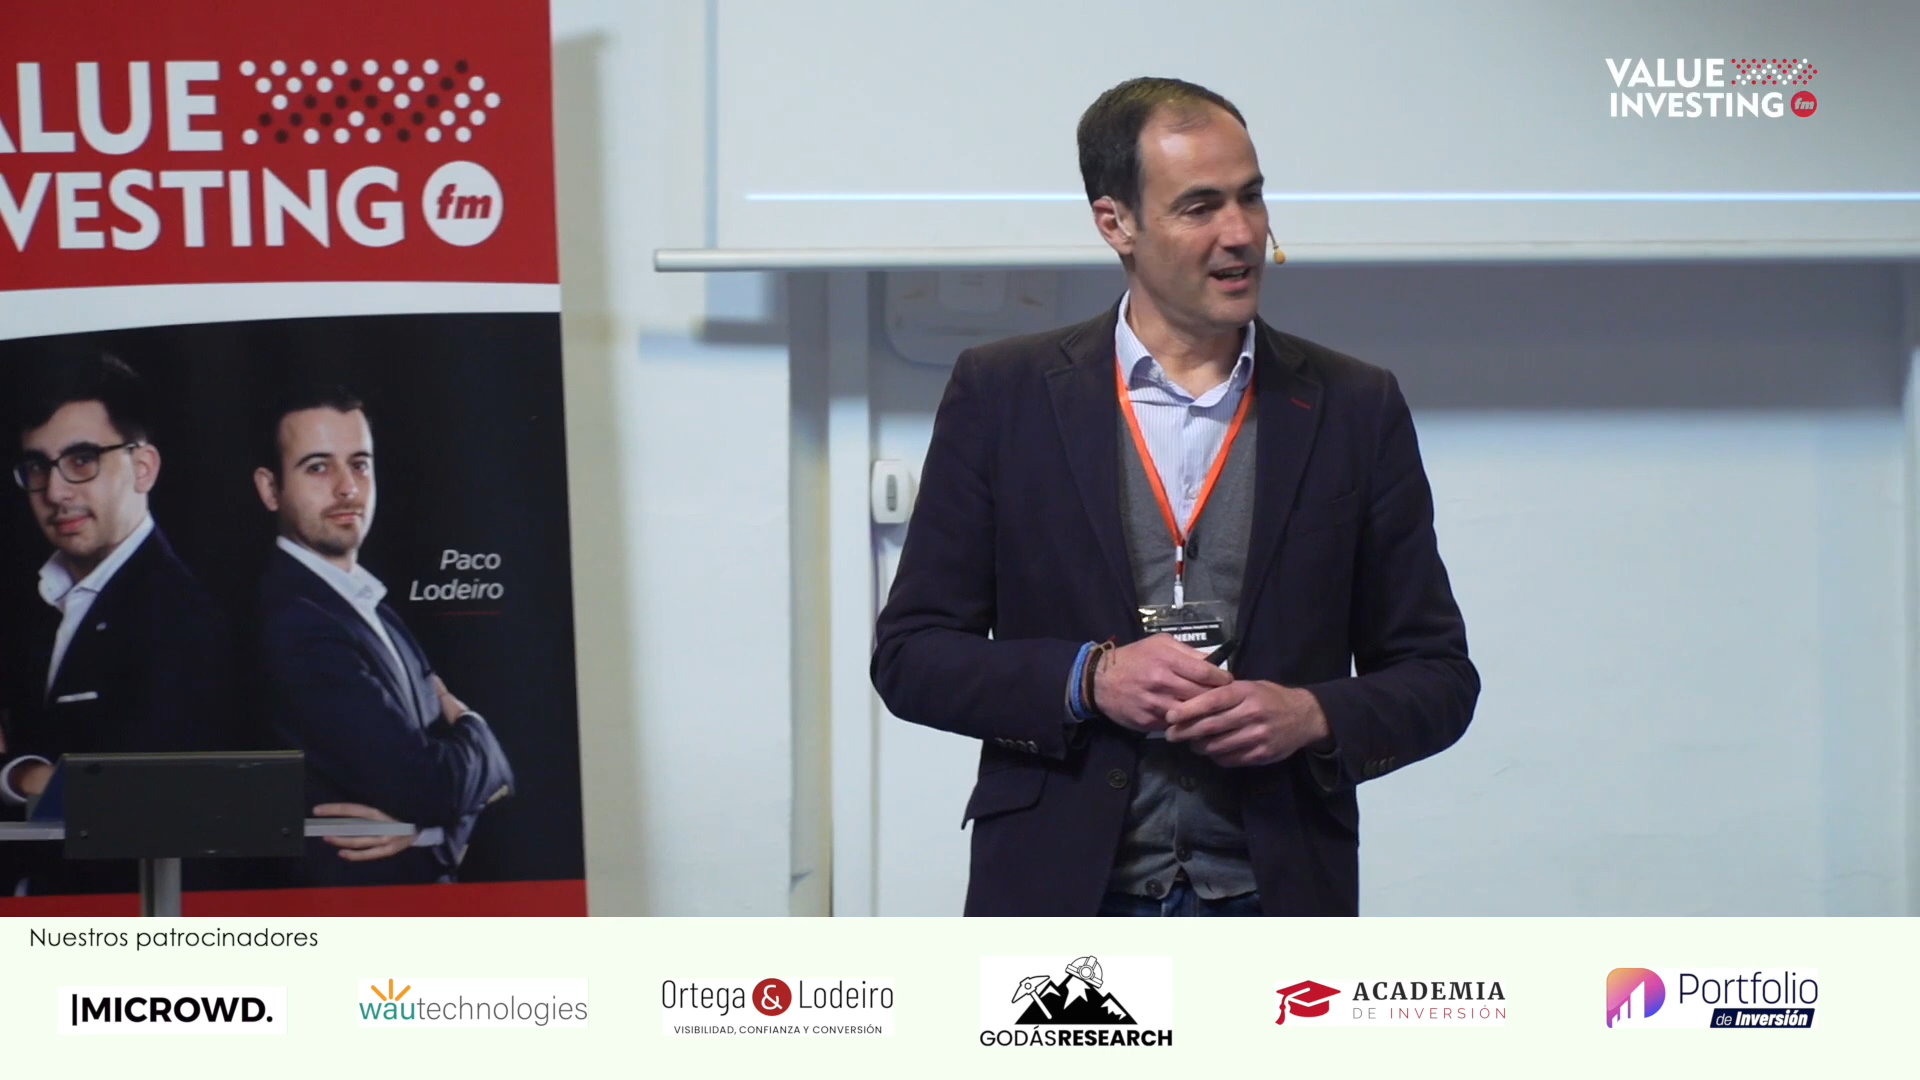 ALUE
VESTING fm
Paco
Lodeiro
VALUE
INVESTING fm
NENTE
Nuestros patrocinadores
|MICROWD.
wautechnologies
Ortega & Lodeiro
VISIBILIDAD, CONFIANZA Y CONVERSIÓN
GODÁSRESEARCH
ACADEMIA
DE INVERSIÓN
Portfolio
de Inversión